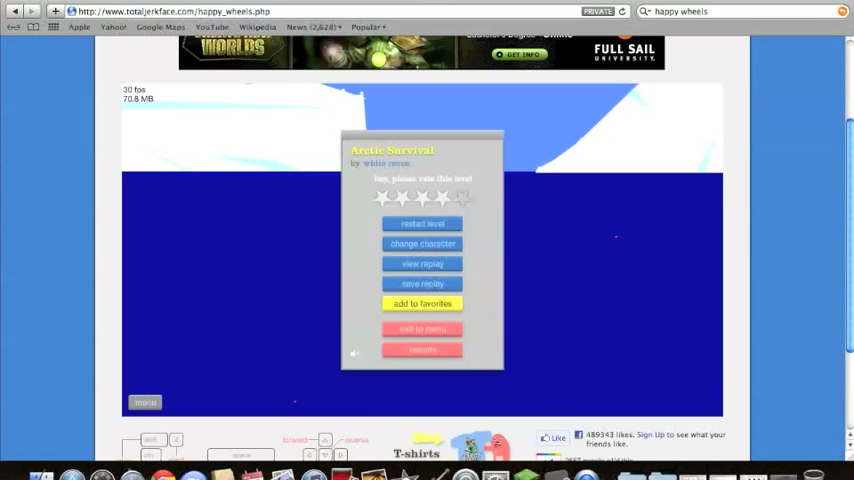 http://www.totaljerkface.com/happy_wheels.php
PRIVATE
happy wheels
Apple Yahoo! Google Maps YouTube Wikipedia News (2,628) Popular
WORLDS
GET INFO
FULL SAIL
UNIVERSITY.
30 fps
70.8 MB
Arctic Survival
by white raven
hey, please rate this level
restart level
change character
view replay
save replay
add to favorites
exit to menu
resume
menu
forward
reverse
space
T-shirts
Like
489343 likes. Sign Up to see what your
friends like.